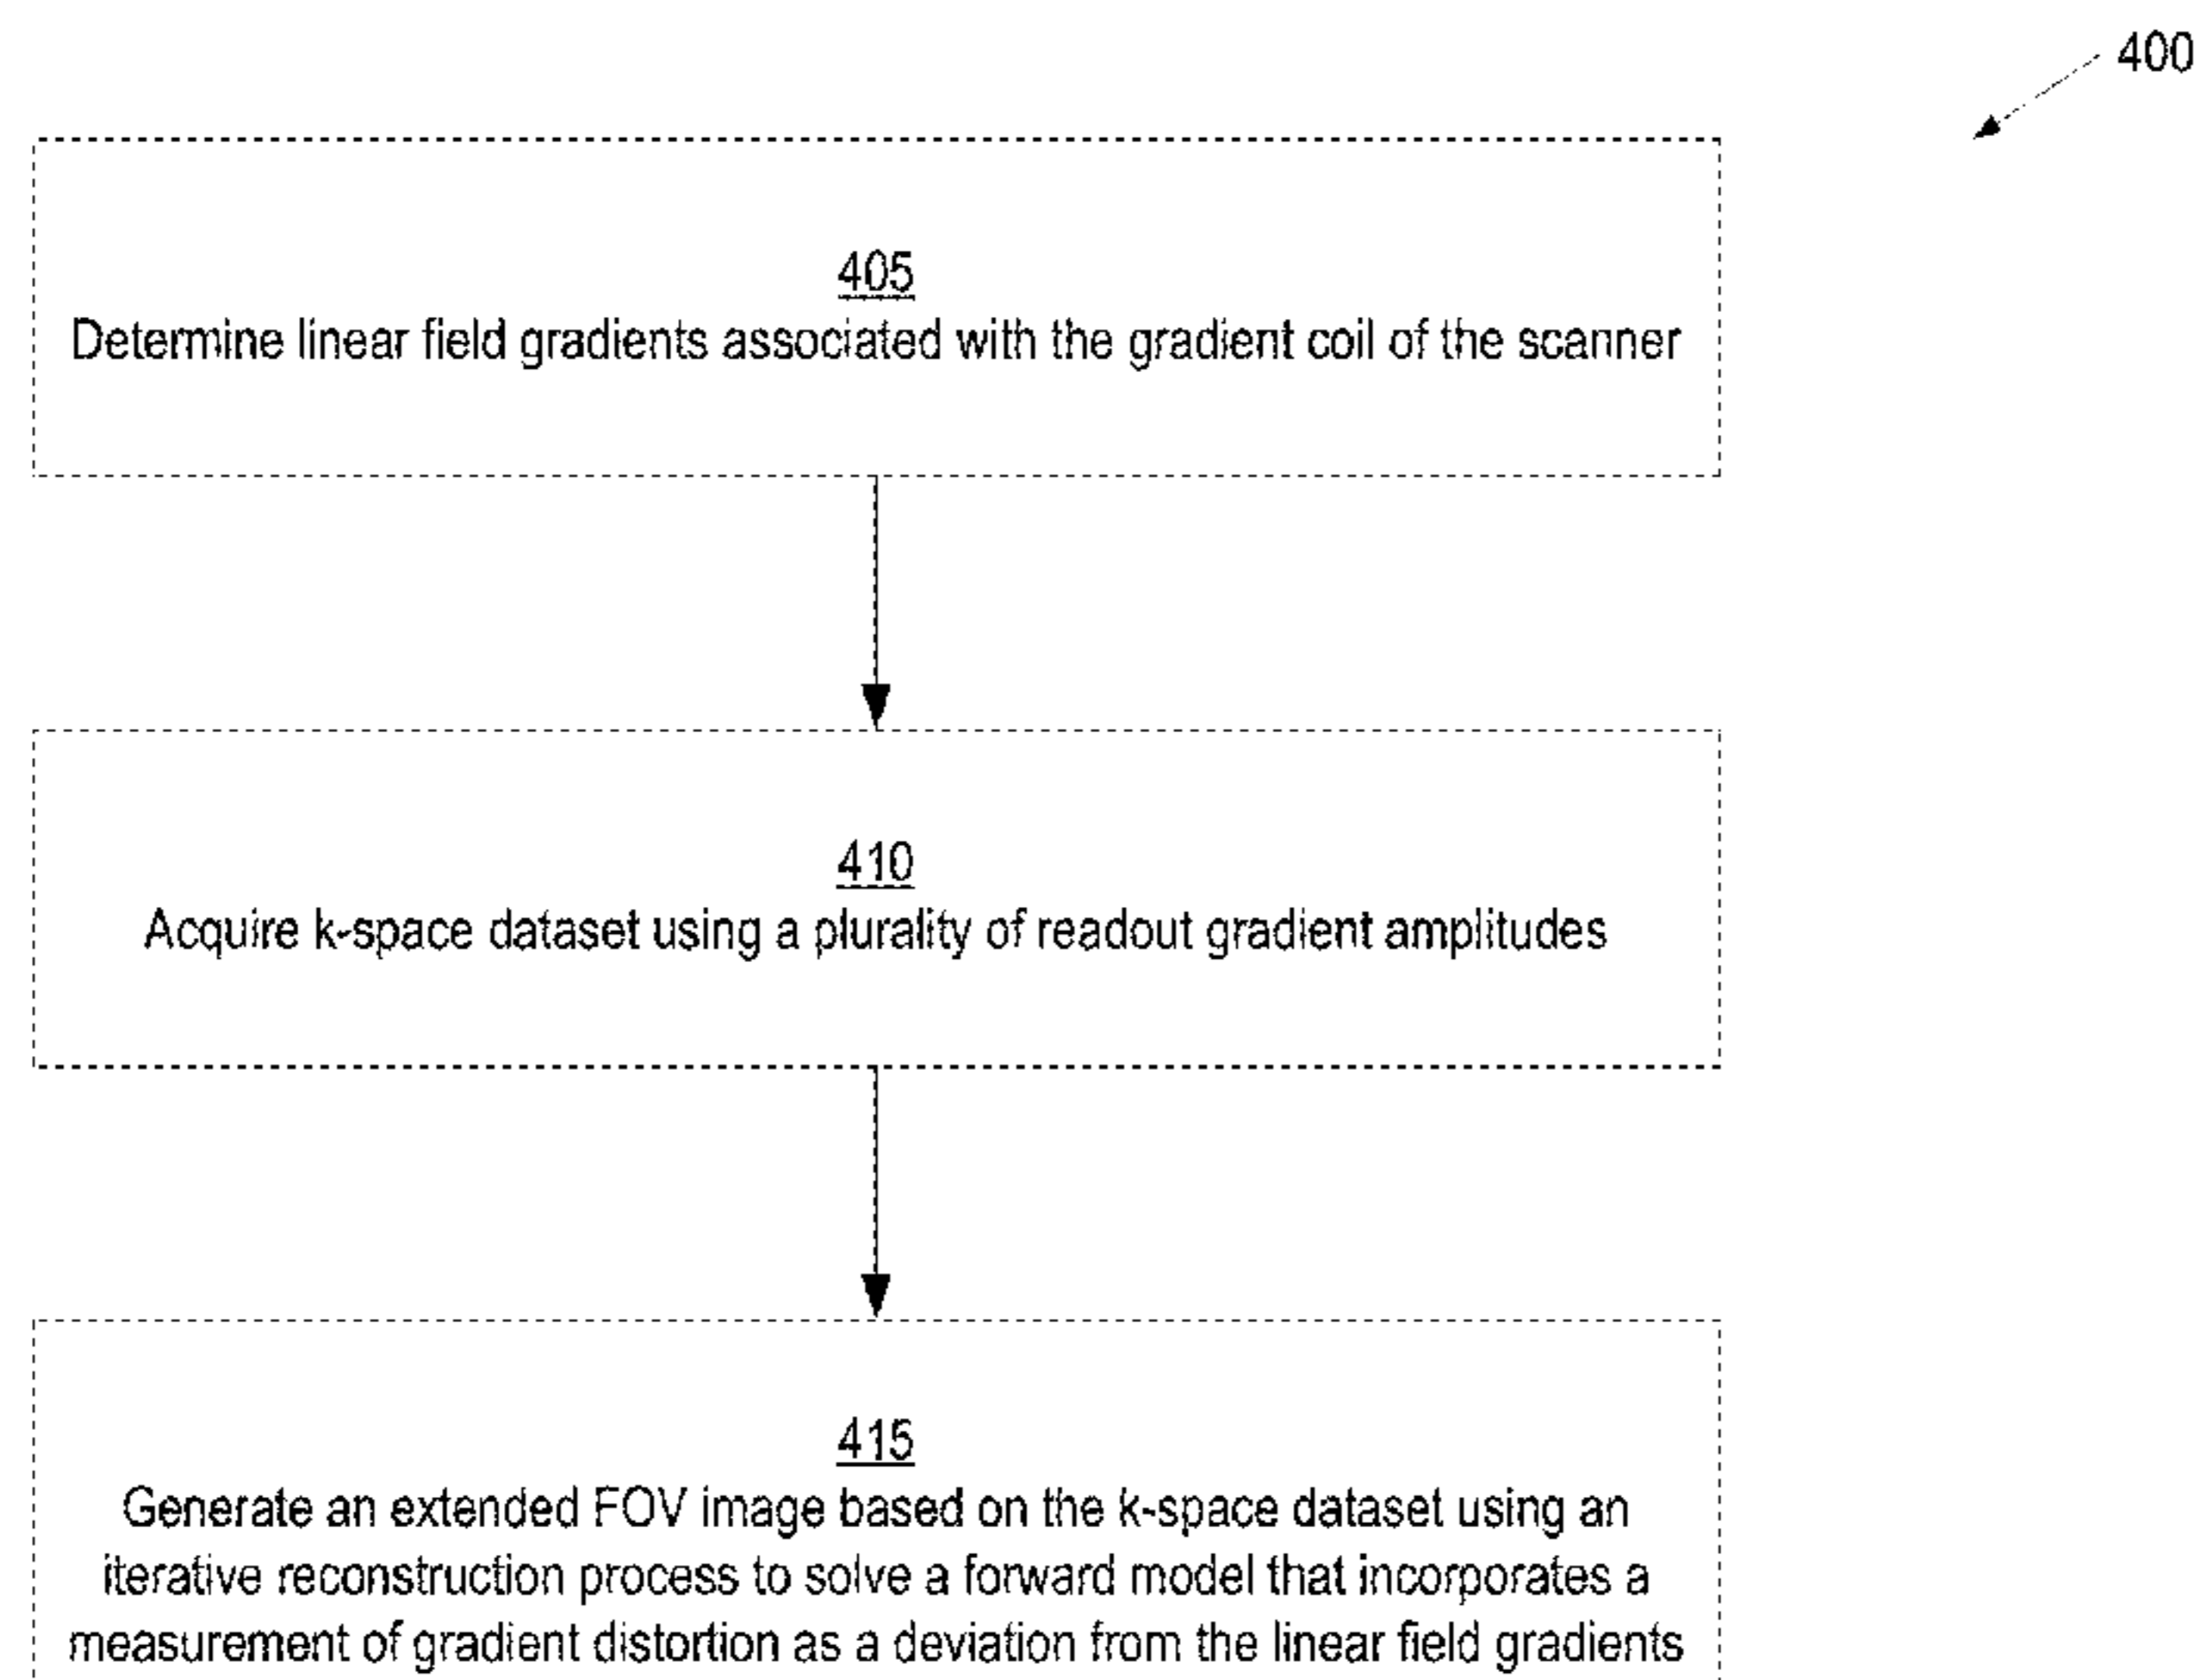 400
405
Determine linear field gradients associated with the gradient coil of the scanner
410
Acquire k-space dataset using a plurality of readout gradient amplitudes
415
Generate an extended FOV image based on the k-space dataset using an
iterative reconstruction process to solve a forward model that incorporates a
measurement of gradient distortion as a deviation from the linear field gradients